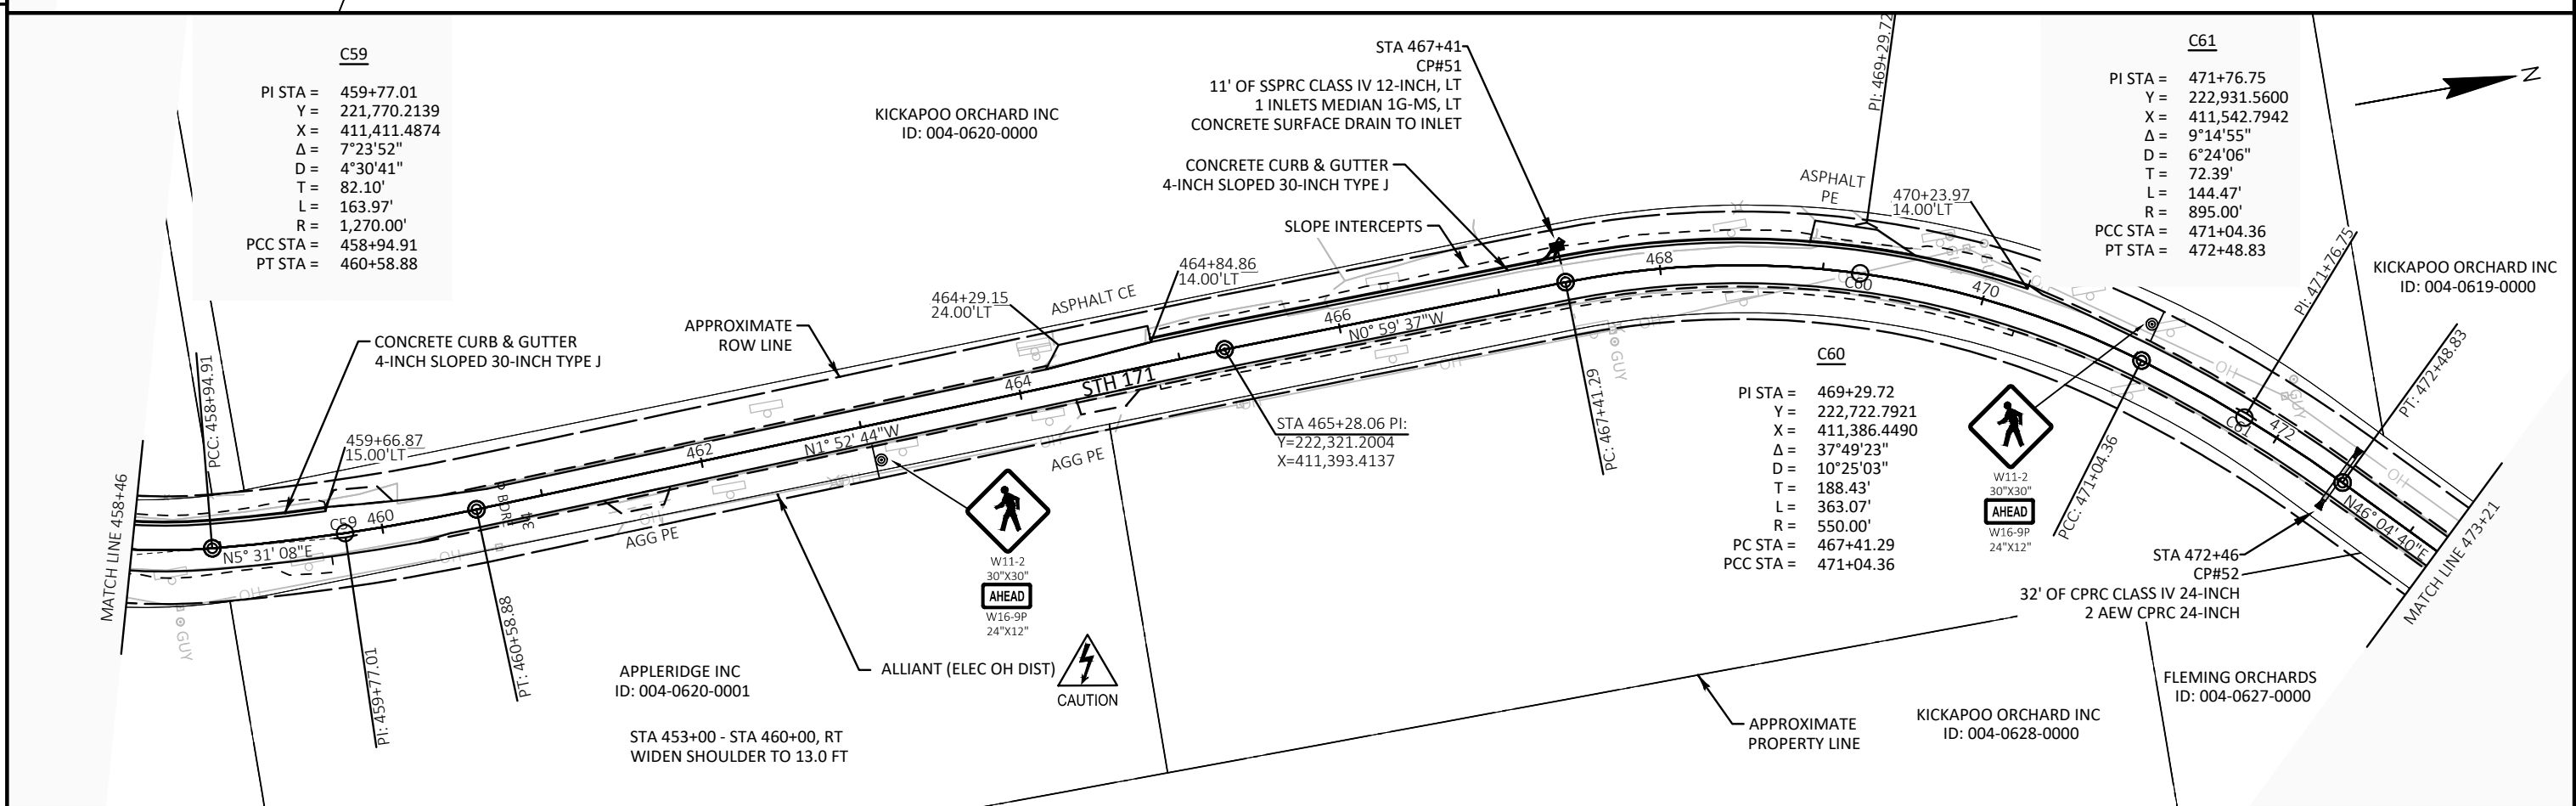 C59
PI STA = 459+77.01
Y = 221,770.2139
X = 411,411.4874
Δ = 7°23'52"
D = 4°30'41"
T = 82.10'
L = 163.97'
R = 1,270.00'
PCC STA = 458+94.91
PT STA = 460+58.88
KICKAPOO ORCHARD INC
ID: 004-0620-0000
STA 467+41
CP#51
11' OF SSPRC CLASS IV 12-INCH, LT
1 INLETS MEDIAN 1G-MS, LT
CONCRETE SURFACE DRAIN TO INLET
CONCRETE CURB & GUTTER
4-INCH SLOPED 30-INCH TYPE J
SLOPE INTERCEPTS
PI: 469+29.72
ASPHALT
PE
470+23.97
14.00'LT
C61
PI STA = 471+76.75
Y = 222,931.5600
X = 411,542.7942
Δ = 9°14'55"
D = 6°24'06"
T = 72.39'
L = 144.47'
R = 895.00'
PCC STA = 471+04.36
PT STA = 472+48.83
N
KICKAPOO ORCHARD INC
ID: 004-0619-0000
464+84.86
14.00'LT
464+29.15
24.00'LT
ASPHALT CE
APPROXIMATE
ROW LINE
CONCRETE CURB & GUTTER
4-INCH SLOPED 30-INCH TYPE J
459+66.87
15.00'LT
PCC: 458+94.91
MATCH LINE 458+46
N5° 31' 08"E
C59
460
462
464
466
468
470
472
C60
C61
STH 171
N1° 52' 44"W
N0° 59' 37"W
N46° 04' 40"E
P BORE
34
OH
OH
OH
OH
OH
OH
OH
OH
OH
GUY
GUY
GUY
AGG PE
AGG PE
PI: 459+77.01
PT: 460+58.88
STA 465+28.06 PI:
Y=222,321.2004
X=411,393.4137
PC: 467+41.29
C60
PI STA = 469+29.72
Y = 222,722.7921
X = 411,386.4490
Δ = 37°49'23"
D = 10°25'03"
T = 188.43'
L = 363.07'
R = 550.00'
PC STA = 467+41.29
PCC STA = 471+04.36
W11-2
30"X30"
AHEAD
W16-9P
24"X12"
W11-2
30"X30"
AHEAD
W16-9P
24"X12"
PCC: 471+04.36
PI: 471+76.75
PT: 472+48.83
MATCH LINE 473+21
STA 472+46
CP#52
32' OF CPRC CLASS IV 24-INCH
2 AEW CPRC 24-INCH
APPLERIDGE INC
ID: 004-0620-0001
ALLIANT (ELEC OH DIST)
CAUTION
STA 453+00 - STA 460+00, RT
WIDEN SHOULDER TO 13.0 FT
APPROXIMATE
PROPERTY LINE
KICKAPOO ORCHARD INC
ID: 004-0628-0000
FLEMING ORCHARDS
ID: 004-0627-0000